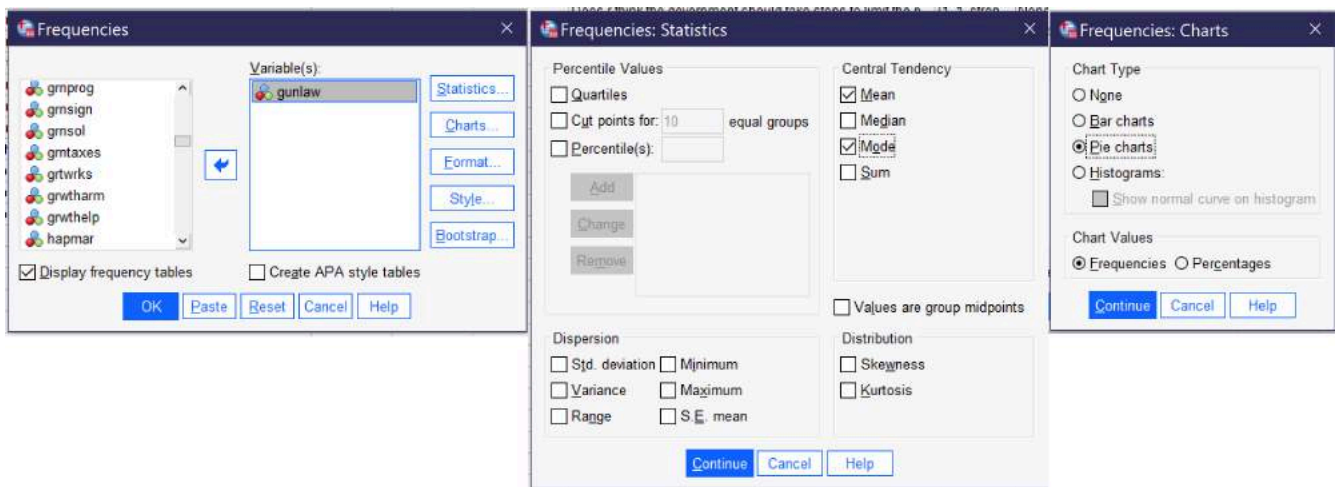 Frequencies
Variable(s):
grnprog
grnsign
grnsol
grntaxes
grtwrks
grwtharm
grwthelp
hapmar
gunlaw
Statistics...
Charts...
Format...
Style...
Bootstrap...
Display frequency tables
Create APA style tables
OK Paste Reset Cancel Help
Frequencies: Statistics
Percentile Values
Quartiles
Cut points for: 10 equal groups
Percentile(s):
Add
Change
Remove
Central Tendency
Mean
Median
Mode
Sum
Values are group midpoints
Dispersion
Std. deviation Minimum
Variance Maximum
Range S.E. mean
Distribution
Skewness
Kurtosis
Continue Cancel Help
Frequencies: Charts
Chart Type
None
Bar charts
Pie charts
Histograms:
Show normal curve on histogram
Chart Values
Frequencies Percentages
Continue Cancel Help